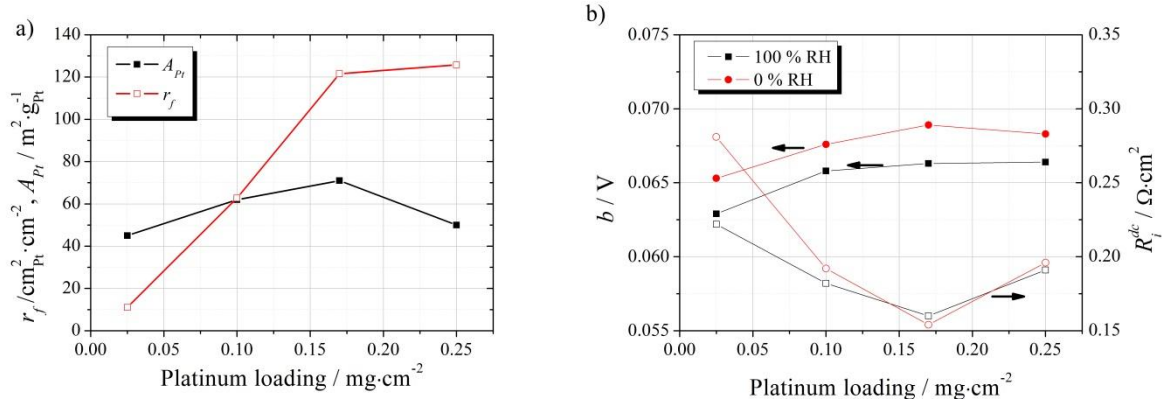 a)
140
120
100
80
60
40
20
0
r_f /cm²_Pt·cm⁻², A_Pt / m²·g⁻¹_Pt
A_Pt
r_f
0.00 0.05 0.10 0.15 0.20 0.25
Platinum loading / mg·cm⁻²
b)
0.075
0.070
0.065
0.060
0.055
b / V
100 % RH
0 % RH
0.35
0.30
0.25
0.20
0.15
R_i^dc / Ω·cm²
0.00 0.05 0.10 0.15 0.20 0.25
Platinum loading / mg·cm⁻²